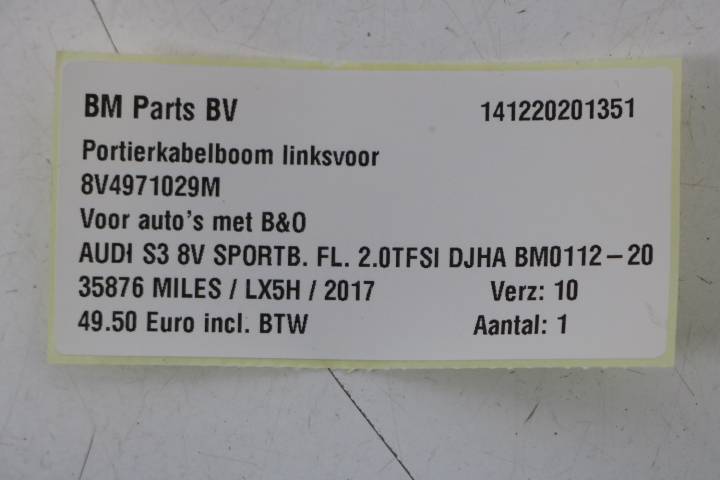 BM Parts BV 141220201351
Portierkabelboom linksvoor
8V4971029M
Voor auto's met B&O
AUDI S3 8V SPORTB. FL. 2.0TFSI DJHA BM0112-20
35876 MILES / LX5H / 2017 Verz: 10
49.50 Euro incl. BTW Aantal: 1